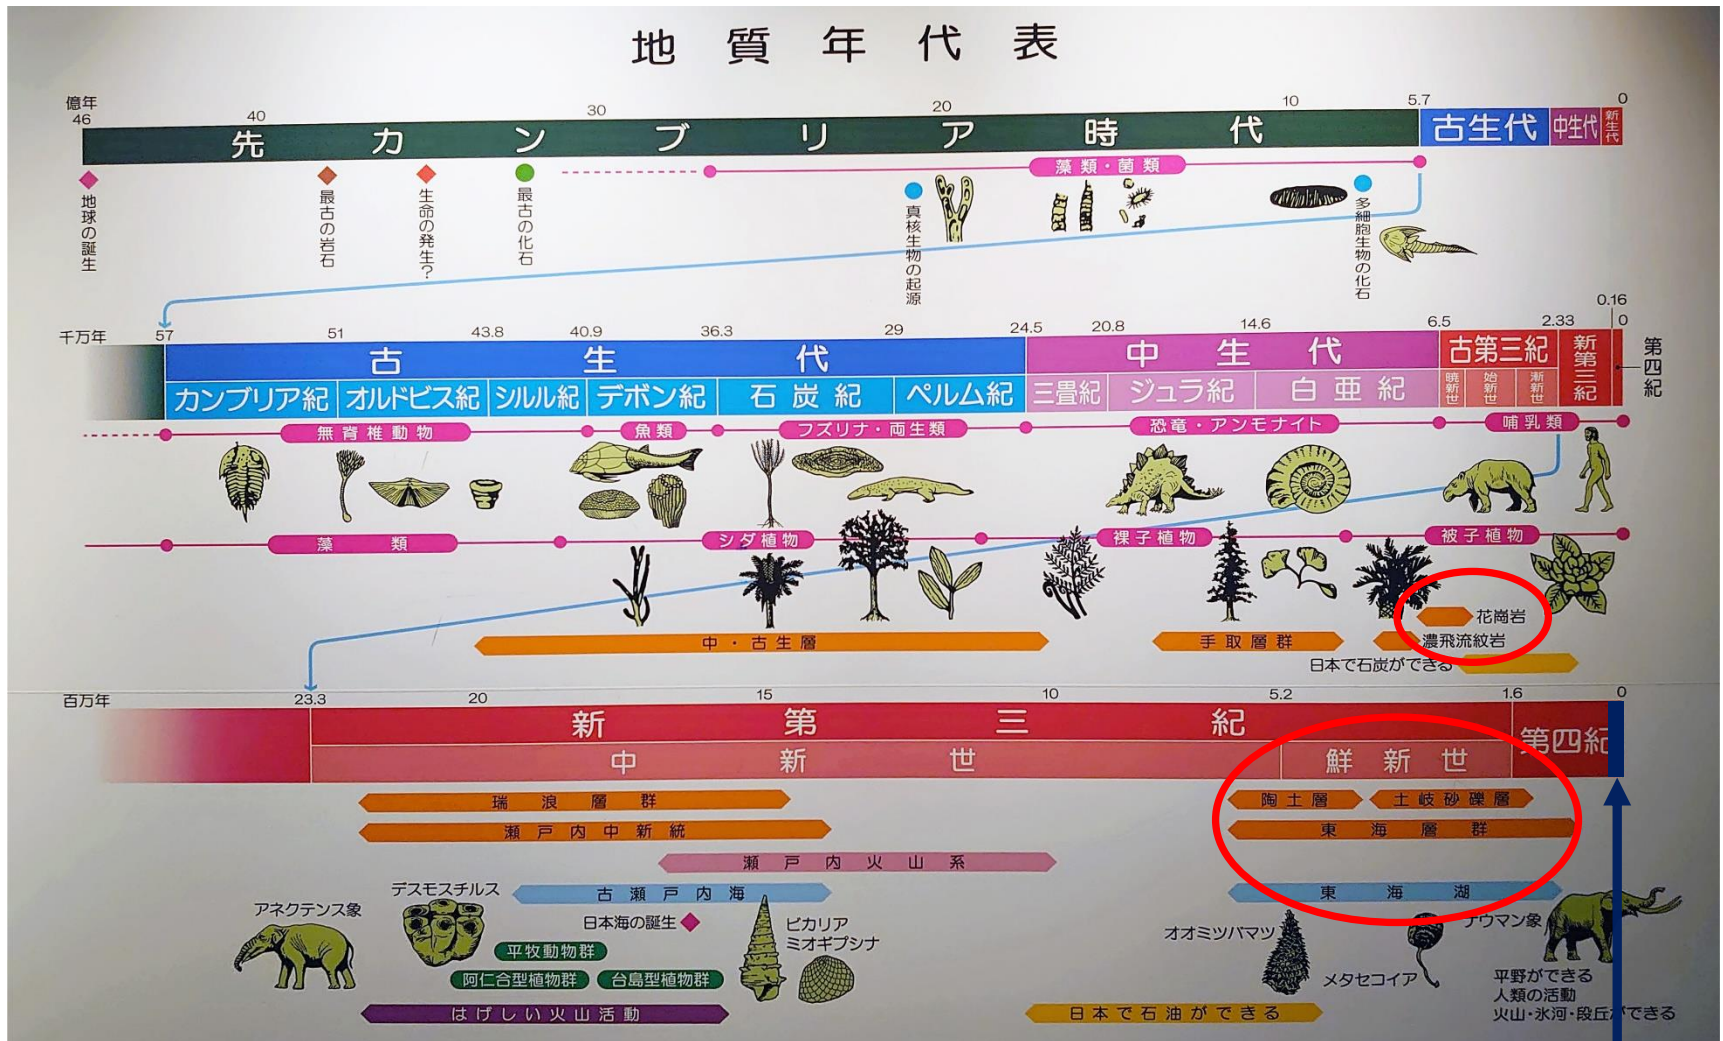 地質年代表
億年
46 40 30 20 10 5.7 0
先カンブリア時代 古生代 中生代 新生代
藻類・菌類
地球の誕生
最古の岩石
生命の発生?
最古の化石
真核生物の起源
多細胞生物の化石
0.16
千万年 57 51 43.8 40.9 36.3 29 24.5 20.8 14.6 6.5 2.33 0
古生代 中生代 古第三紀 新第三紀 第四紀
カンブリア紀 オルドビス紀 シルル紀 デボン紀 石炭紀 ペルム紀 三畳紀 ジュラ紀 白亜紀 暁新世 始新世 漸新世
無脊椎動物 魚類 フズリナ・両生類 恐竜・アンモナイト 哺乳類
藻類 シダ植物 裸子植物 被子植物
花崗岩
中・古生層 手取層群 濃飛流紋岩
日本で石炭ができる
百万年 23.3 20 15 10 5.2 1.6 0
新第三紀 第四紀
中新世 鮮新世
瑞浪層群 陶土層 土岐砂礫層
瀬戸内中新統 東海層群
瀬戸内火山系
古瀬戸内海 東海湖
デスモスチルス
アネクテンス象
日本海の誕生
ビカリア
ミオギプシナ
オオミツバマツ
メタセコイア
ナウマン象
平牧動物群
阿仁合型植物群 台島型植物群
はげしい火山活動 日本で石油ができる
平野ができる
人類の活動
火山・氷河・段丘ができる